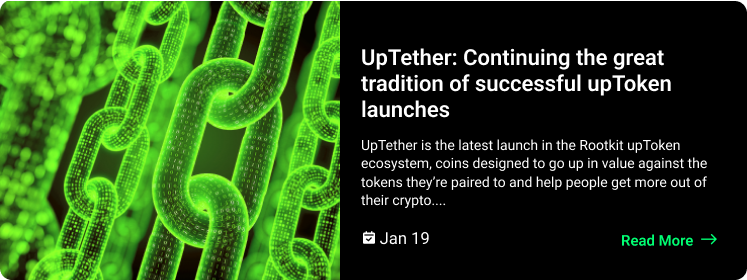 UpTether: Continuing the great
tradition of successful upToken
launches
UpTether is the latest launch in the Rootkit upToken
ecosystem, coins designed to go up in value against the
tokens they’re paired to and help people get more out of
their crypto....
Jan 19
Read More